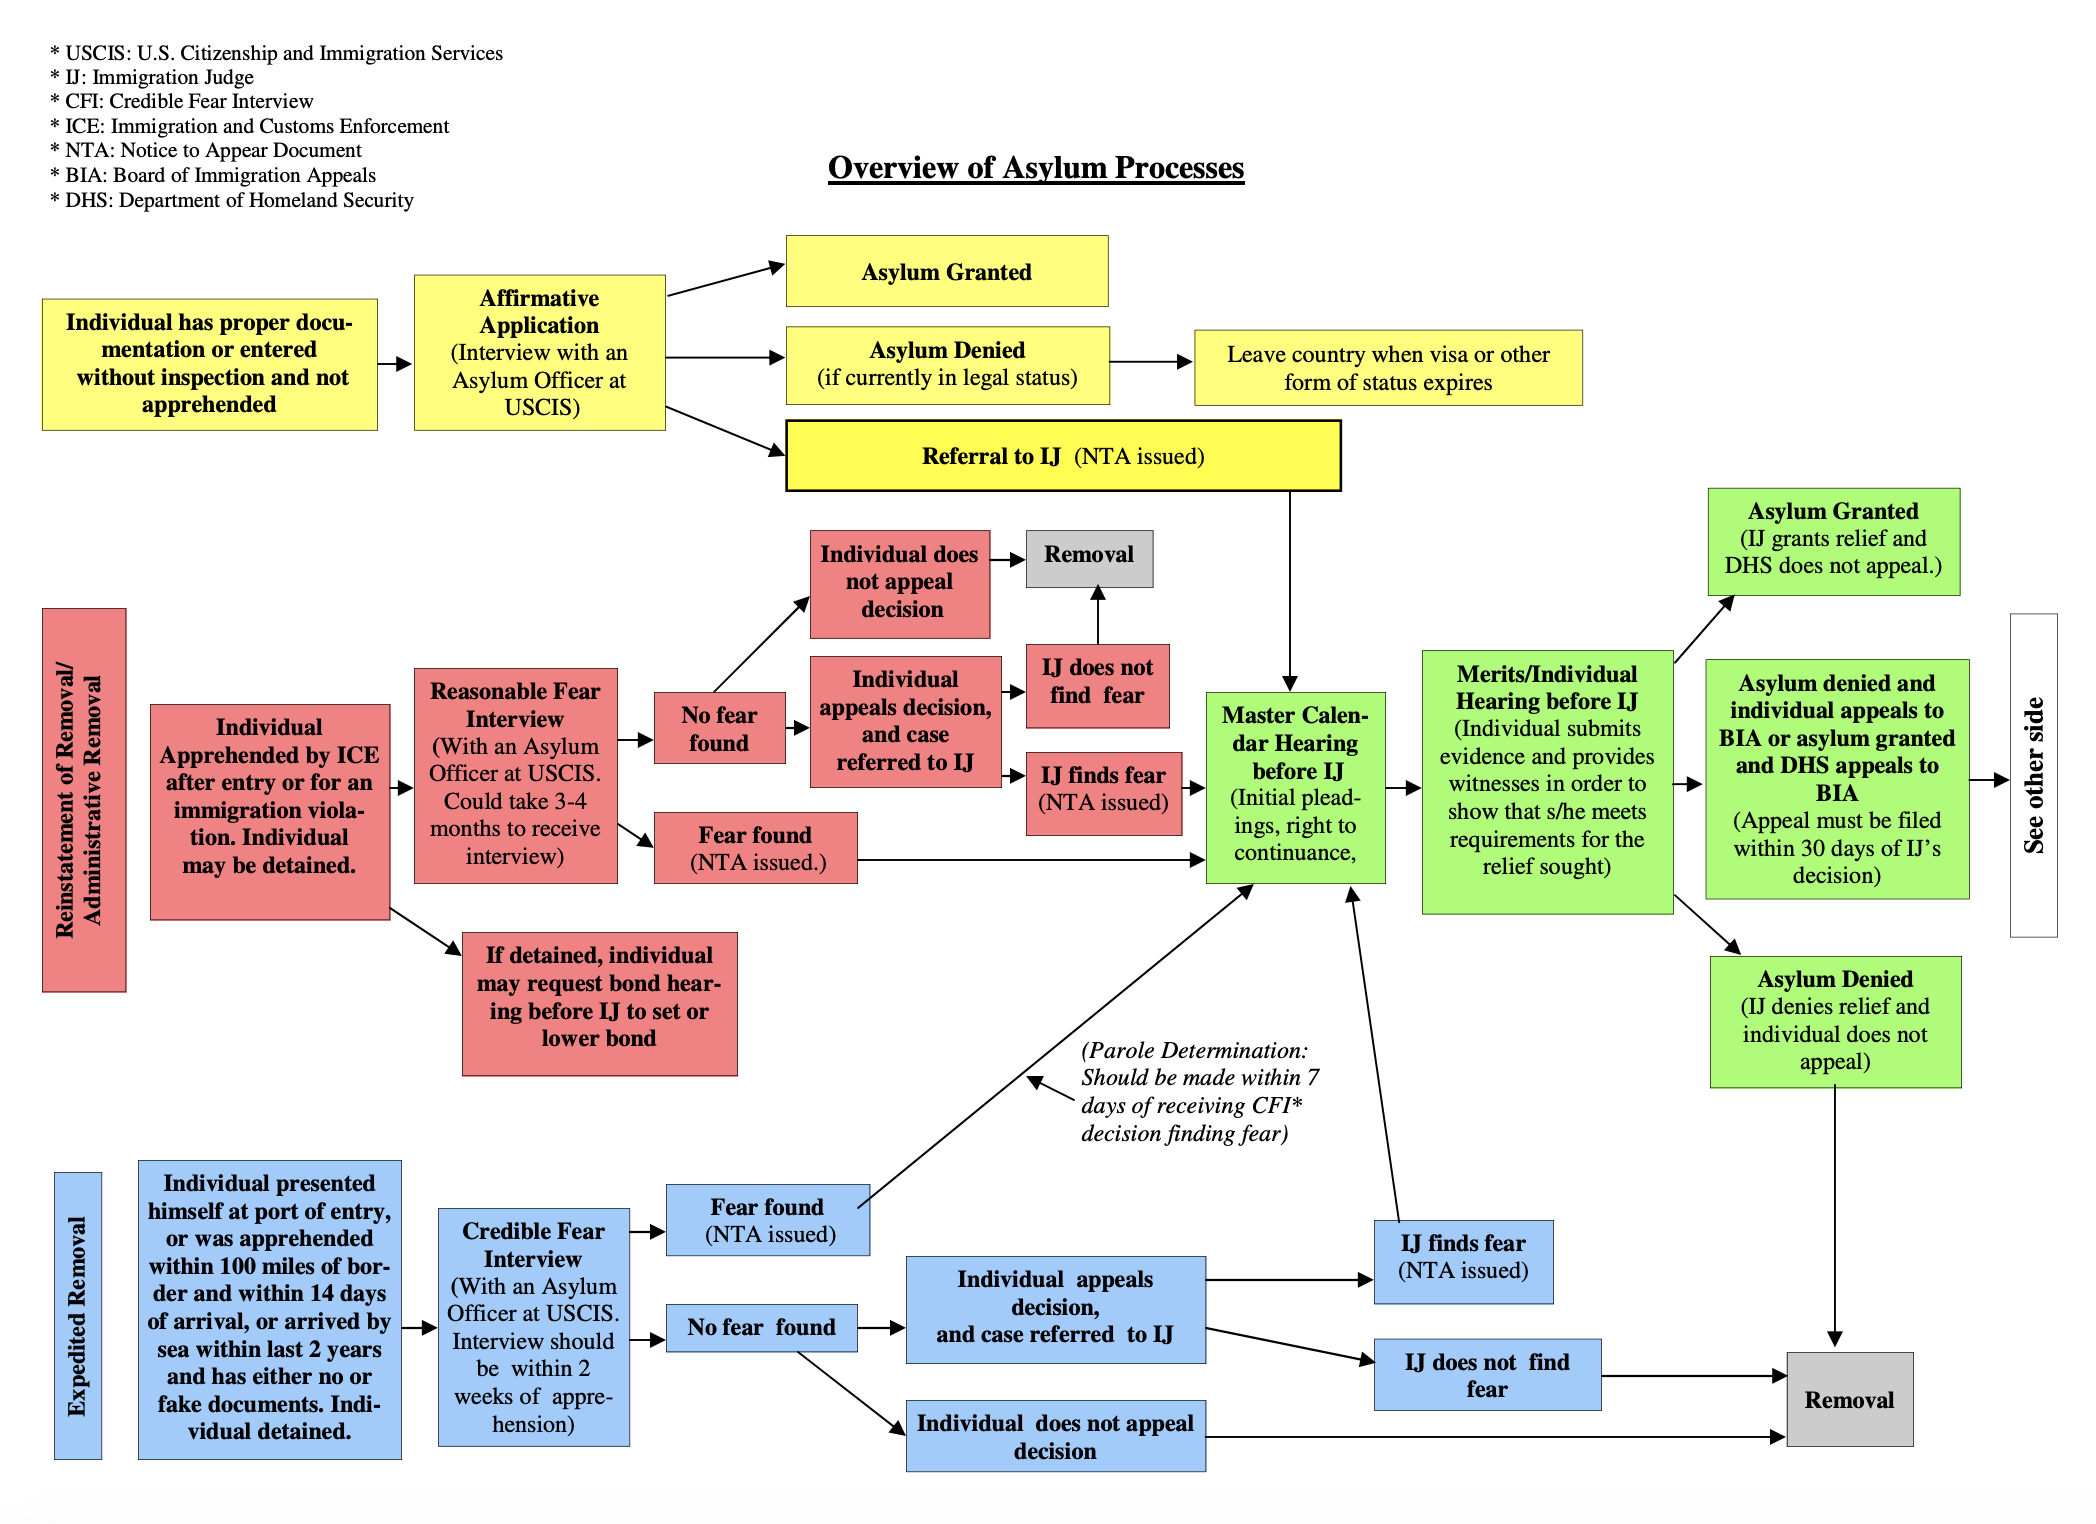 * USCIS: U.S. Citizenship and Immigration Services
* IJ: Immigration Judge
* CFI: Credible Fear Interview
* ICE: Immigration and Customs Enforcement
* NTA: Notice to Appear Document
* BIA: Board of Immigration Appeals
* DHS: Department of Homeland Security
Overview of Asylum Processes
Individual has proper docu-
mentation or entered
without inspection and not
apprehended
Affirmative
Application
(Interview with an
Asylum Officer at
USCIS)
Asylum Granted
Asylum Denied
(if currently in legal status)
Leave country when visa or other
form of status expires
Referral to IJ (NTA issued)
Reinstatement of Removal/
Administrative Removal
Individual
Apprehended by ICE
after entry or for an
immigration viola-
tion. Individual
may be detained.
Reasonable Fear
Interview
(With an Asylum
Officer at USCIS.
Could take 3-4
months to receive
interview)
If detained, individual
may request bond hear-
ing before IJ to set or
lower bond
No fear
found
Fear found
(NTA issued.)
Individual does
not appeal
decision
Removal
Individual
appeals decision,
and case
referred to IJ
IJ does not
find fear
IJ finds fear
(NTA issued)
Master Calen-
dar Hearing
before IJ
(Initial plead-
ings, right to
continuance,
Merits/Individual
Hearing before IJ
(Individual submits
evidence and provides
witnesses in order to
show that s/he meets
requirements for the
relief sought)
Asylum Granted
(IJ grants relief and
DHS does not appeal.)
Asylum denied and
individual appeals to
BIA or asylum granted
and DHS appeals to
BIA
(Appeal must be filed
within 30 days of IJ's
decision)
See other side
Asylum Denied
(IJ denies relief and
individual does not
appeal)
(Parole Determination:
Should be made within 7
days of receiving CFI*
decision finding fear)
Expedited Removal
Individual presented
himself at port of entry,
or was apprehended
within 100 miles of bor-
der and within 14 days
of arrival, or arrived by
sea within last 2 years
and has either no or
fake documents. Indi-
vidual detained.
Credible Fear
Interview
(With an Asylum
Officer at USCIS.
Interview should
be within 2
weeks of appre-
hension)
Fear found
(NTA issued)
No fear found
Individual appeals
decision,
and case referred to IJ
Individual does not appeal
decision
IJ finds fear
(NTA issued)
IJ does not find
fear
Removal